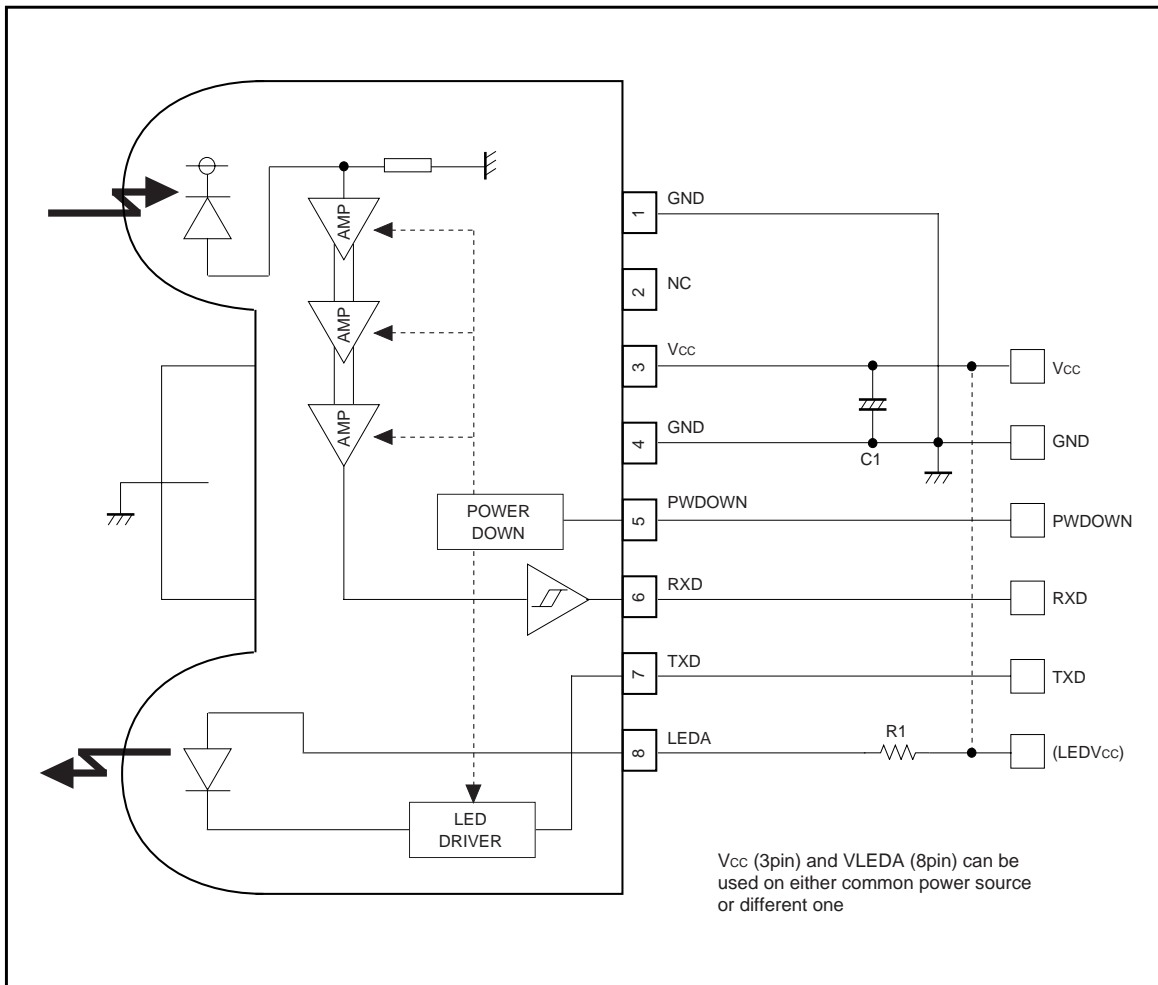 GND
1
AMP
2
NC
AMP
3
Vcc
Vcc
AMP
4
GND
GND
C1
POWER
DOWN
5
PWDOWN
PWDOWN
6
RXD
RXD
7
TXD
TXD
8
LEDA
R1
(LEDVcc)
LED
DRIVER
Vcc (3pin) and VLEDA (8pin) can be
used on either common power source
or different one